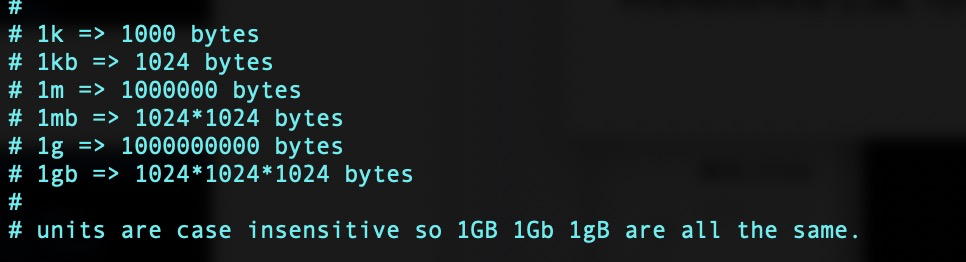 #
# 1k => 1000 bytes
# 1kb => 1024 bytes
# 1m => 1000000 bytes
# 1mb => 1024*1024 bytes
# 1g => 1000000000 bytes
# 1gb => 1024*1024*1024 bytes
#
# units are case insensitive so 1GB 1Gb 1gB are all the same.